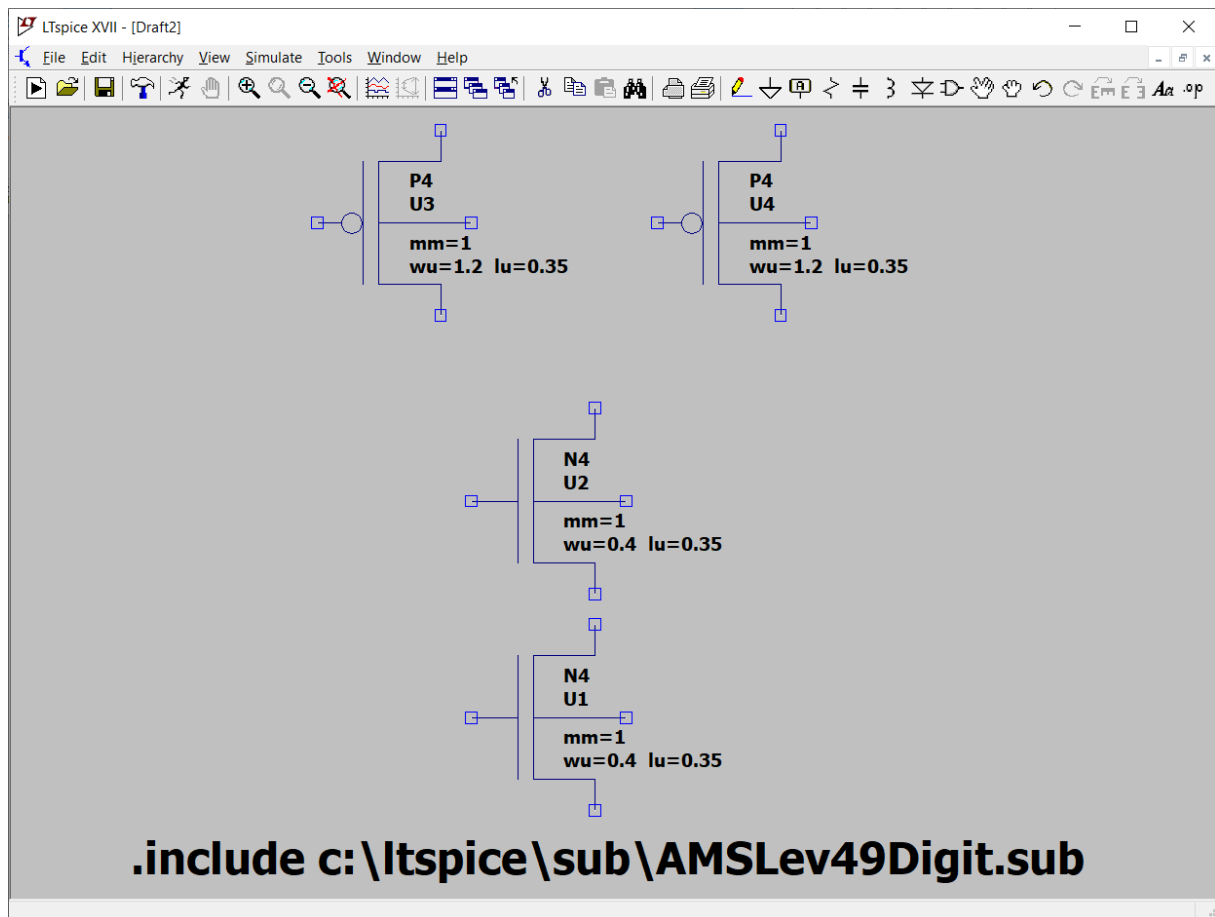 LTspice XVII - [Draft2]
File Edit Hierarchy View Simulate Tools Window Help
Aa .op
P4
U3
mm=1
wu=1.2 lu=0.35
P4
U4
mm=1
wu=1.2 lu=0.35
N4
U2
mm=1
wu=0.4 lu=0.35
N4
U1
mm=1
wu=0.4 lu=0.35
.include c:\ltspice\sub\AMSLev49Digit.sub